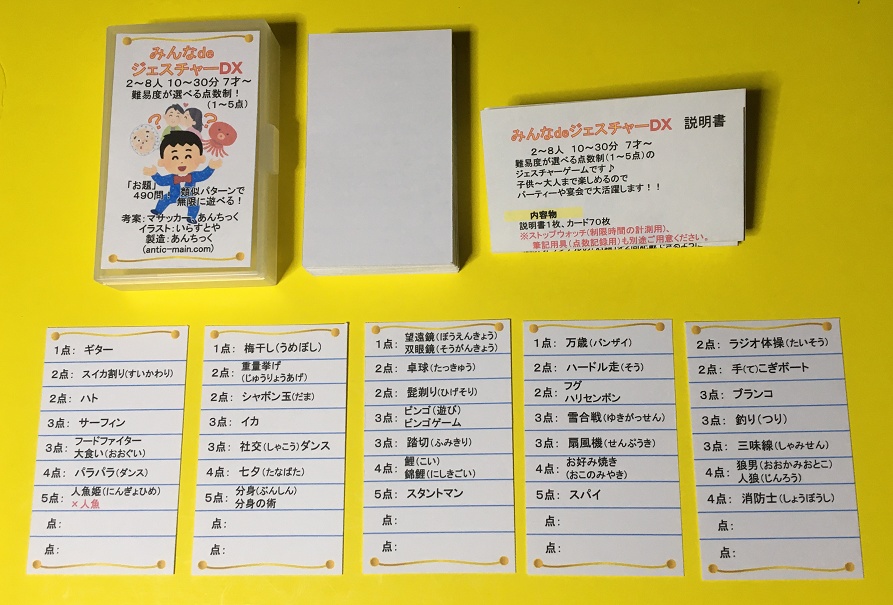 みんなde
ジェスチャーDX
2～8人 10～30分 7才～
難易度が選べる点数制！
（1～5点）
？
？
「お題」
490問！
類似パターンで
無限に遊べる！
考案：マサッカー、あんちっく
イラスト：いらすとや
製造：あんちっく
(antic-main.com)
みんなdeジェスチャーDX 説明書
2～8人 10～30分 7才～
難易度が選べる点数制(1～5点)の
ジェスチャーゲームです♪
子供～大人まで楽しめるので
パーティーや宴会で大活躍します！！
内容物
説明書1枚、カード70枚
※ストップウォッチ(制限時間の計測用)、
筆記用具(点数記録用)も別途ご用意ください。
1点： ギター
2点： スイカ割り(すいかわり)
2点： ハト
3点： サーフィン
3点： フードファイター
大食い(おおぐい)
4点： パラパラ(ダンス)
5点： 人魚姫(にんぎょひめ)
×人魚
点：
点：
1点： 梅干し(うめぼし)
2点： 重量挙げ
(じゅうりょうあげ)
2点： シャボン玉(だま)
3点： イカ
3点： 社交(しゃこう)ダンス
4点： 七夕(たなばた)
5点： 分身(ぶんしん)
分身の術
点：
点：
1点： 望遠鏡(ぼうえんきょう)
双眼鏡(そうがんきょう)
2点： 卓球(たっきゅう)
2点： 髭剃り(ひげそり)
3点： ビンゴ(遊び)
ビンゴゲーム
3点： 踏切(ふみきり)
4点： 鯉(こい)
錦鯉(にしきごい)
5点： スタントマン
点：
点：
1点： 万歳(バンザイ)
2点： ハードル走(そう)
2点： フグ
ハリセンボン
3点： 雪合戦(ゆきがっせん)
3点： 扇風機(せんぷうき)
4点： お好み焼き
(おこのみやき)
5点： スパイ
点：
点：
2点： ラジオ体操(たいそう)
2点： 手(て)こぎボート
3点： ブランコ
3点： 釣り(つり)
3点： 三味線(しゃみせん)
4点： 狼男(おおかみおとこ)
人狼(じんろう)
4点： 消防士(しょうぼうし)
点：
点：